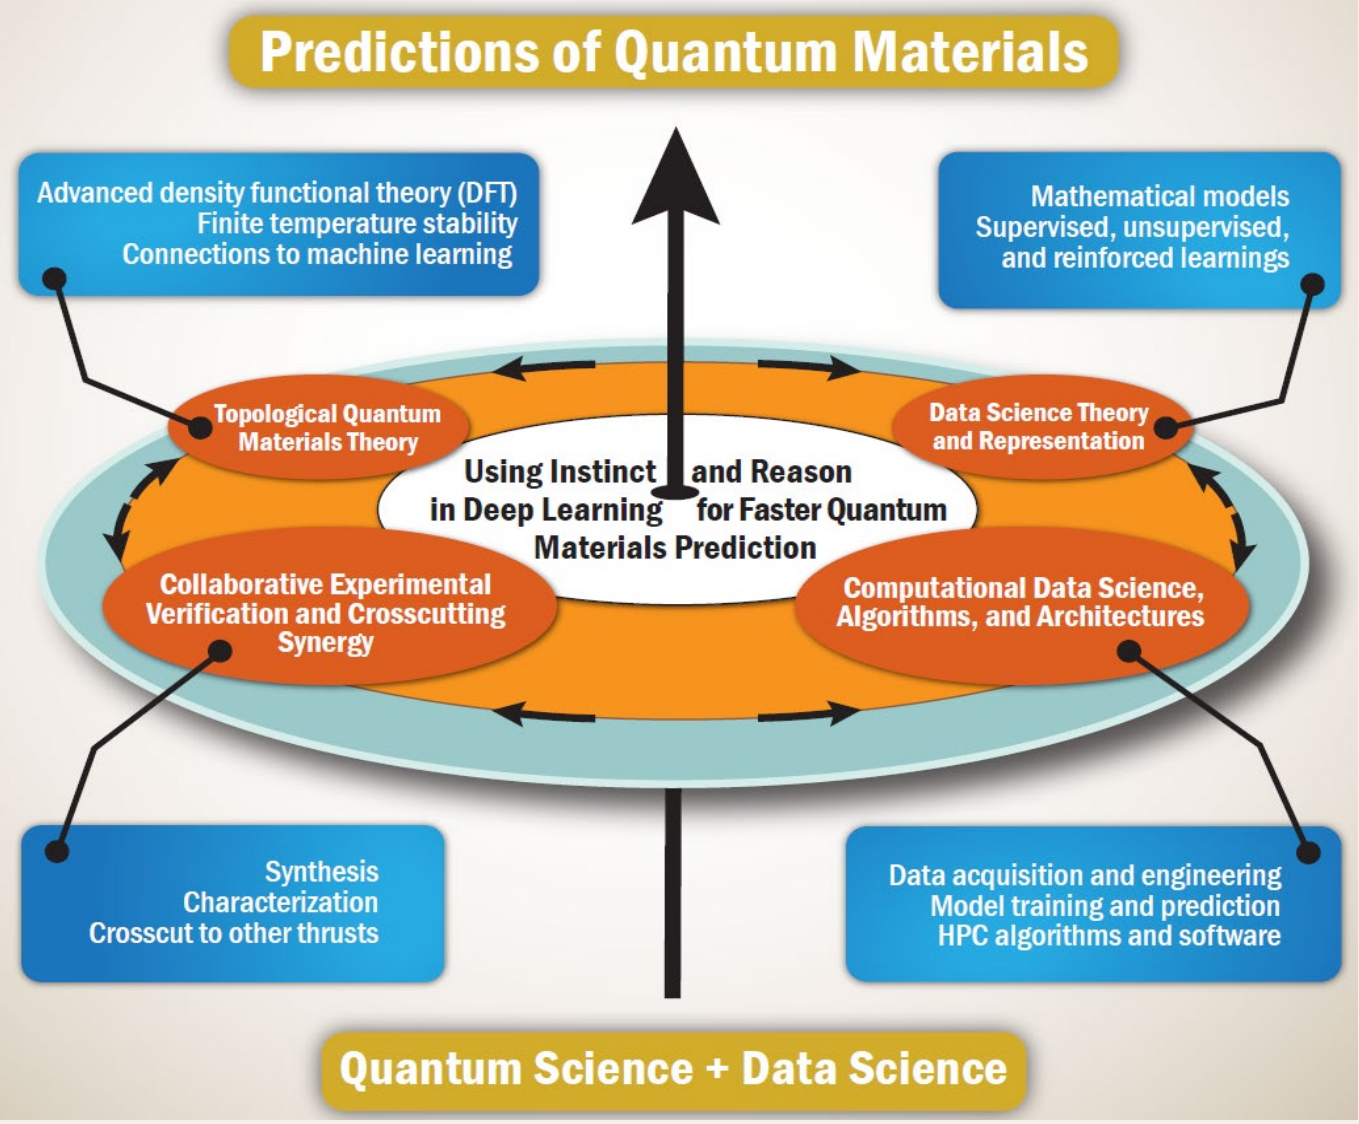 Predictions of Quantum Materials
Advanced density functional theory (DFT)
Finite temperature stability
Connections to machine learning
Mathematical models
Supervised, unsupervised,
and reinforced learnings
Topological Quantum
Materials Theory
Data Science Theory
and Representation
Using Instinct and Reason
in Deep Learning for Faster Quantum
Materials Prediction
Collaborative Experimental
Verification and Crosscutting
Synergy
Computational Data Science,
Algorithms, and Architectures
Synthesis
Characterization
Crosscut to other thrusts
Data acquisition and engineering
Model training and prediction
HPC algorithms and software
Quantum Science + Data Science